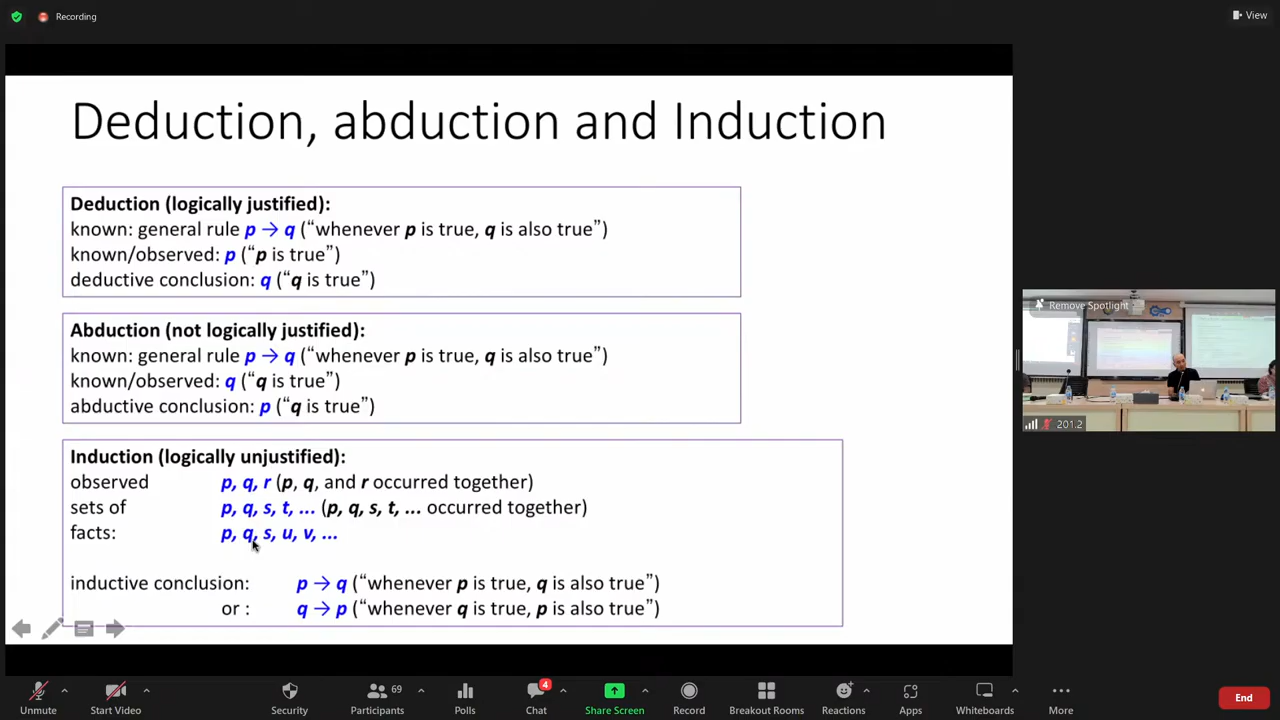 Recording
View
Deduction, abduction and Induction
Deduction (logically justified):
known: general rule p → q (“whenever p is true, q is also true”)
known/observed: p (“p is true”)
deductive conclusion: q (“q is true”)
Abduction (not logically justified):
known: general rule p → q (“whenever p is true, q is also true”)
known/observed: q (“q is true”)
abductive conclusion: p (“q is true”)
Induction (logically unjustified):
observed p, q, r (p, q, and r occurred together)
sets of p, q, s, t, ... (p, q, s, t, ... occurred together)
facts: p, q, s, u, v, ...
inductive conclusion: p → q (“whenever p is true, q is also true”)
or : q → p (“whenever q is true, p is also true”)
Remove Spotlight
201.2
Unmute
Start Video
Security
69
Participants
Polls
4
Chat
Share Screen
Record
Breakout Rooms
Reactions
Apps
Whiteboards
More
End